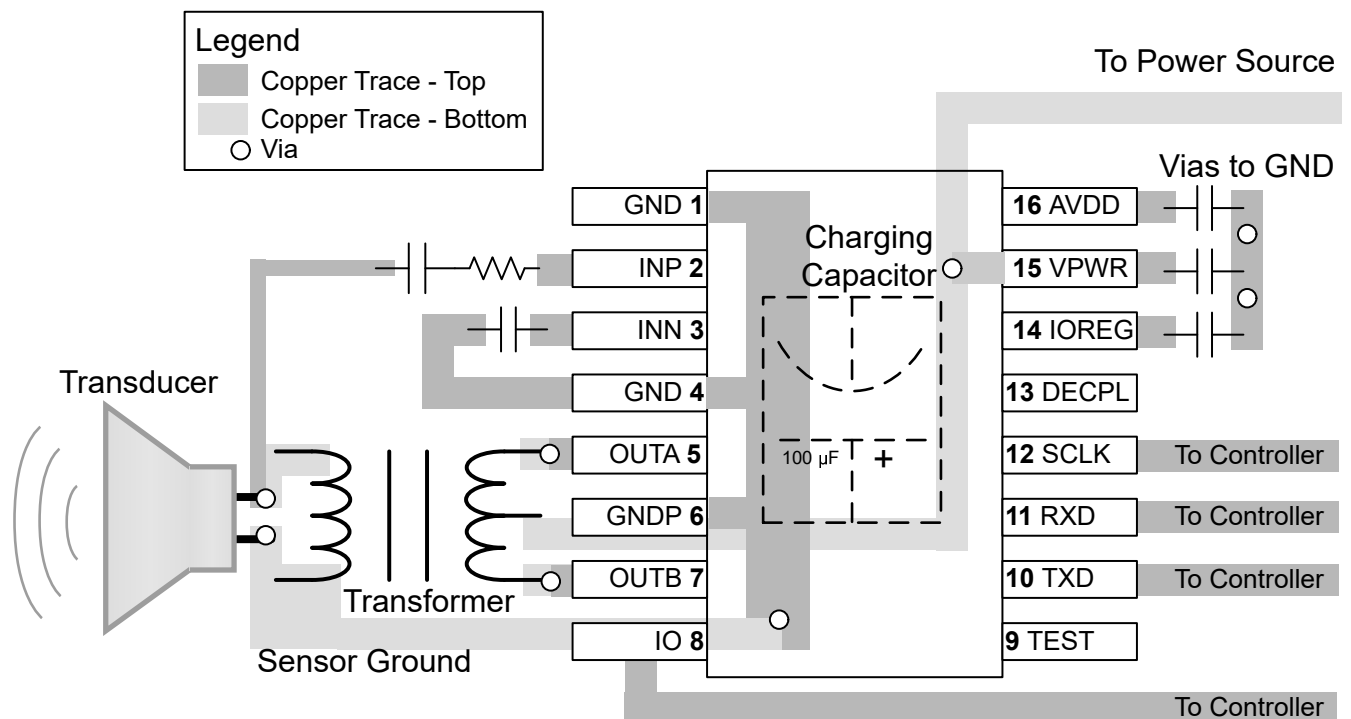 Legend
Copper Trace - Top
Copper Trace - Bottom
Via
To Power Source
Vias to GND
GND 1
INP 2
INN 3
GND 4
OUTA 5
GNDP 6
OUTB 7
IO 8
Charging
Capacitor
100 µF
+
16 AVDD
15 VPWR
14 IOREG
13 DECPL
12 SCLK
To Controller
11 RXD
To Controller
10 TXD
To Controller
9 TEST
To Controller
Transducer
Transformer
Sensor Ground